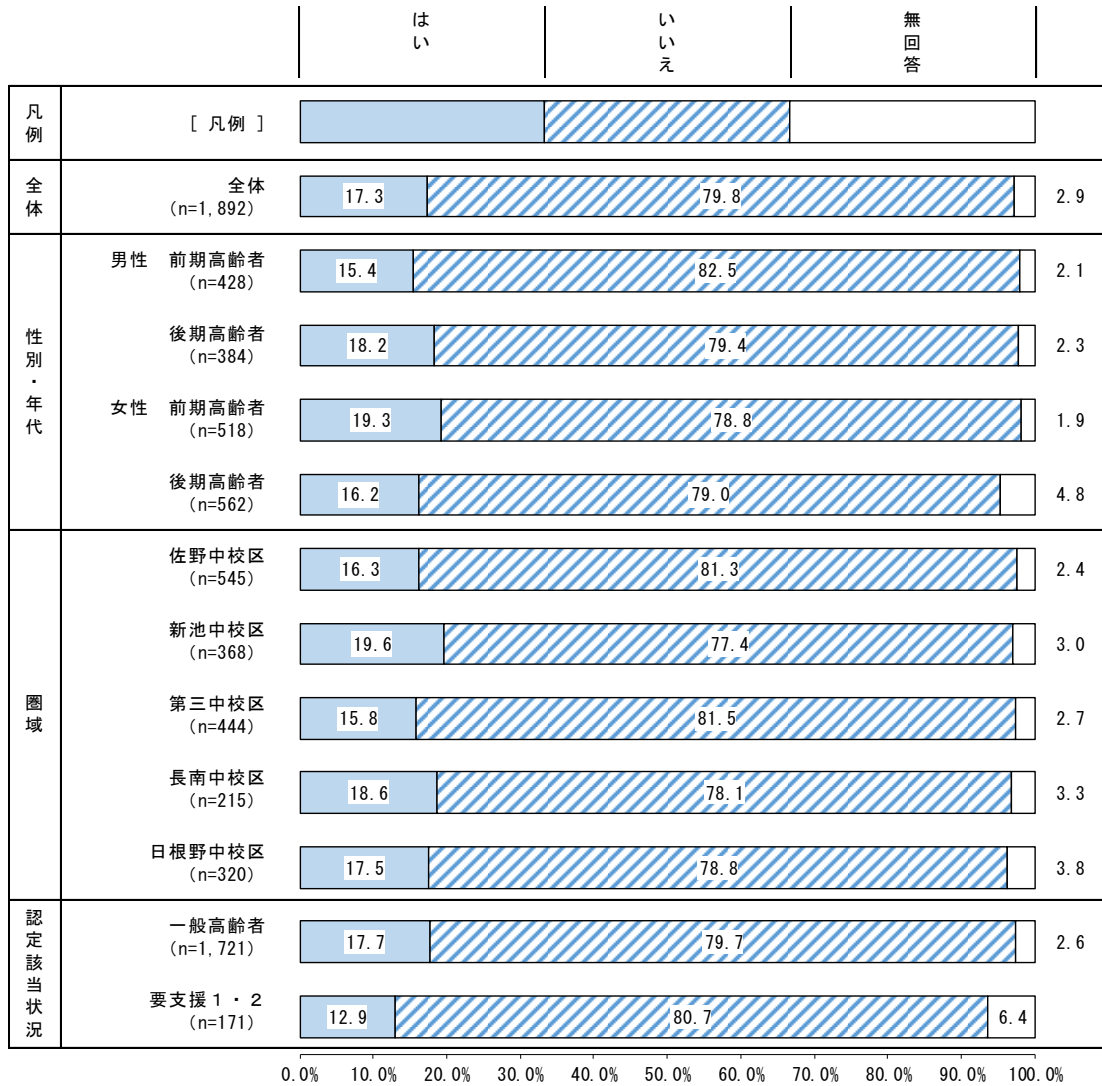 はい
いいえ
無回答
凡例
[ 凡例 ]
全体
全体
(n=1,892)
17.3
79.8
2.9
性別・年代
男性　前期高齢者
(n=428)
15.4
82.5
2.1
後期高齢者
(n=384)
18.2
79.4
2.3
女性　前期高齢者
(n=518)
19.3
78.8
1.9
後期高齢者
(n=562)
16.2
79.0
4.8
圏域
佐野中校区
(n=545)
16.3
81.3
2.4
新池中校区
(n=368)
19.6
77.4
3.0
第三中校区
(n=444)
15.8
81.5
2.7
長南中校区
(n=215)
18.6
78.1
3.3
日根野中校区
(n=320)
17.5
78.8
3.8
認定該当状況
一般高齢者
(n=1,721)
17.7
79.7
2.6
要支援１・２
(n=171)
12.9
80.7
6.4
0.0% 10.0% 20.0% 30.0% 40.0% 50.0% 60.0% 70.0% 80.0% 90.0% 100.0%